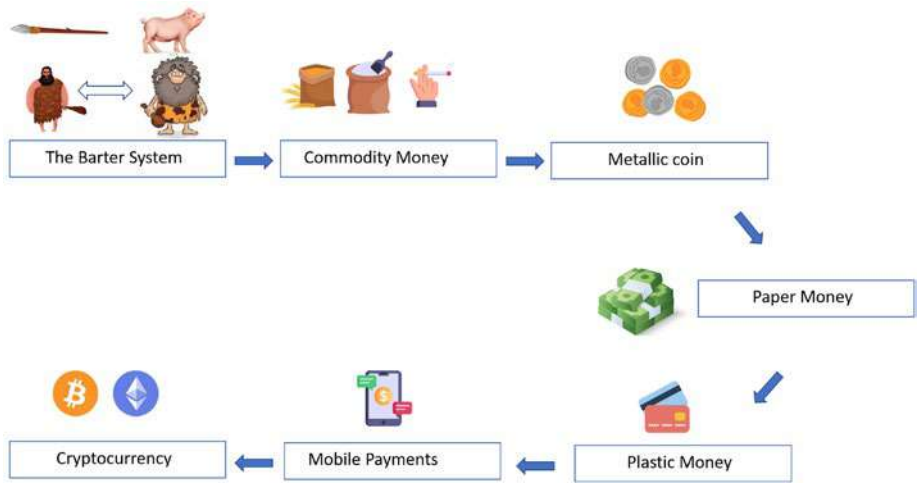 The Barter System
Commodity Money
Metallic coin
Paper Money
Plastic Money
Mobile Payments
Cryptocurrency